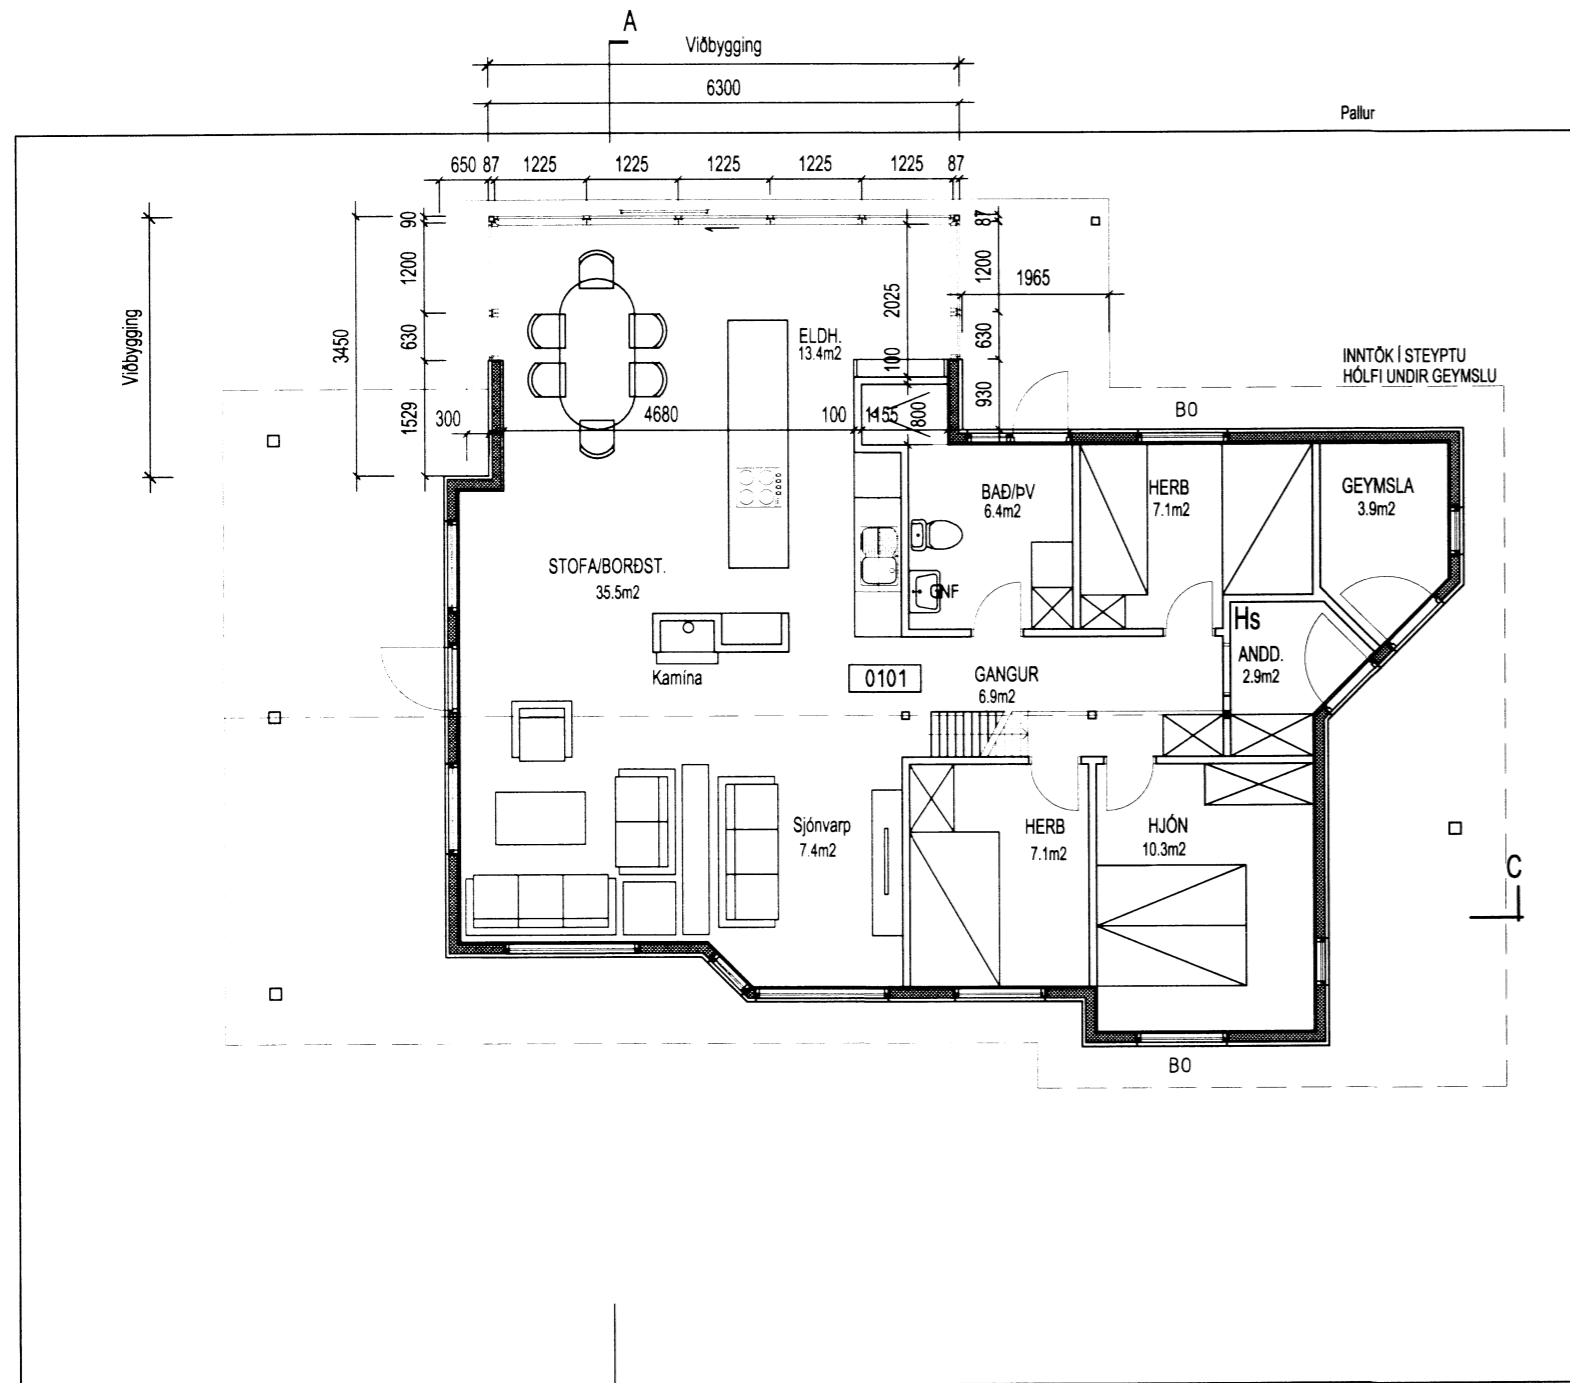 A
Viðbygging
6300
Pallur
650 87 1225 1225 1225 1225 1225 87
90
1200
630
1529
3450
Viðbygging
300
4680
100
1155
800
2025
100
87
1200
630
930
1965
ELDH.
13.4m2
INNTÖK Í STEYPTU
HÓLFI UNDIR GEYMSLU
BO
BAÐ/ÞV
6.4m2
HERB
7.1m2
GEYMSLA
3.9m2
STOFA/BORÐST.
35.5m2
GNF
Hs
ANDD.
2.9m2
Kamína
0101
GANGUR
6.9m2
Sjónvarp
7.4m2
HERB
7.1m2
HJÓN
10.3m2
C
BO